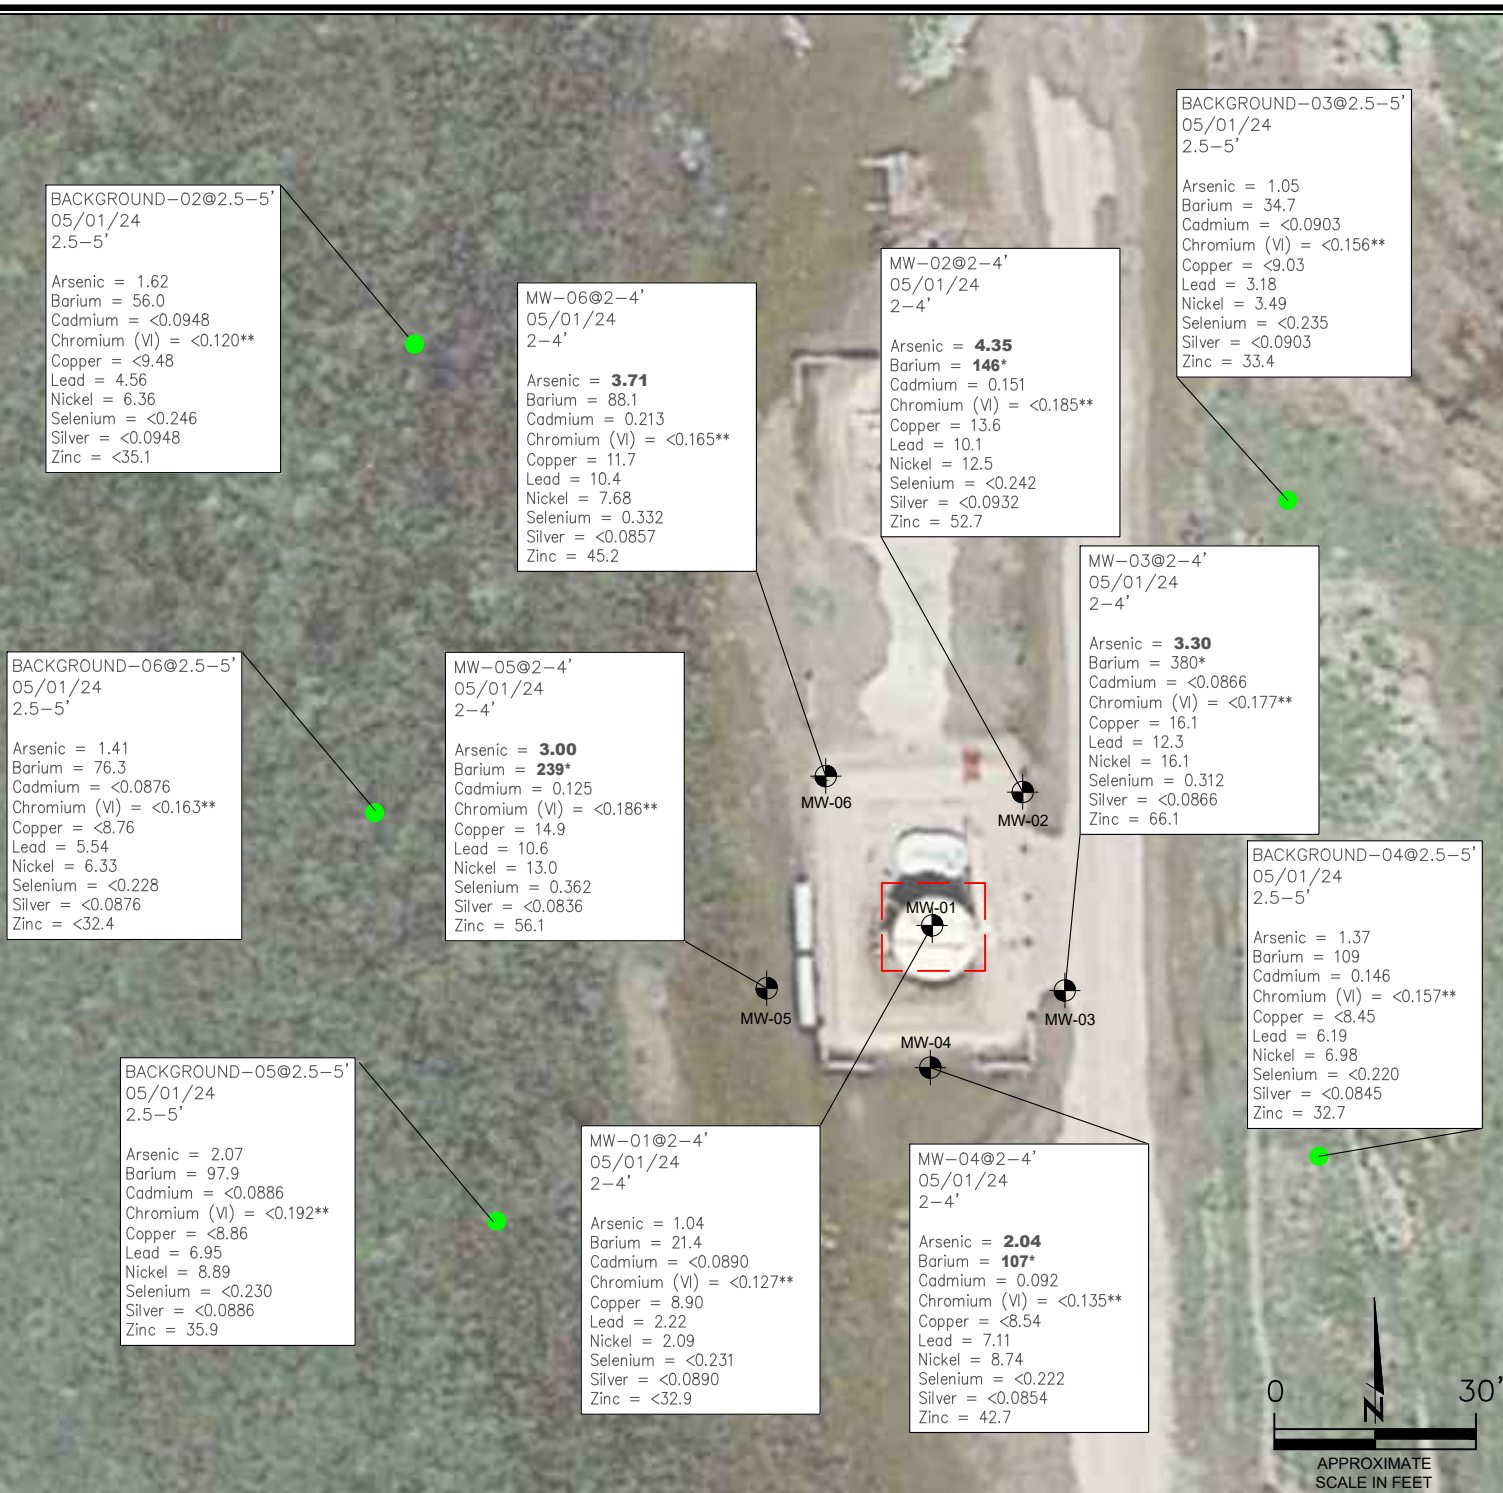 BACKGROUND-03@2.5-5'
05/01/24
2.5-5'
Arsenic = 1.05
Barium = 34.7
Cadmium = <0.0903
Chromium (VI) = <0.156**
Copper = <9.03
Lead = 3.18
Nickel = 3.49
Selenium = <0.235
Silver = <0.0903
Zinc = 33.4
BACKGROUND-02@2.5-5'
05/01/24
2.5-5'
Arsenic = 1.62
Barium = 56.0
Cadmium = <0.0948
Chromium (VI) = <0.120**
Copper = <9.48
Lead = 4.56
Nickel = 6.36
Selenium = <0.246
Silver = <0.0948
Zinc = <35.1
MW-06@2-4'
05/01/24
2-4'
Arsenic = 3.71
Barium = 88.1
Cadmium = 0.213
Chromium (VI) = <0.165**
Copper = 11.7
Lead = 10.4
Nickel = 7.68
Selenium = 0.332
Silver = <0.0857
Zinc = 45.2
MW-02@2-4'
05/01/24
2-4'
Arsenic = 4.35
Barium = 146*
Cadmium = 0.151
Chromium (VI) = <0.185**
Copper = 13.6
Lead = 10.1
Nickel = 12.5
Selenium = <0.242
Silver = <0.0932
Zinc = 52.7
MW-03@2-4'
05/01/24
2-4'
Arsenic = 3.30
Barium = 380*
Cadmium = <0.0866
Chromium (VI) = <0.177**
Copper = 16.1
Lead = 12.3
Nickel = 16.1
Selenium = 0.312
Silver = <0.0866
Zinc = 66.1
BACKGROUND-06@2.5-5'
05/01/24
2.5-5'
Arsenic = 1.41
Barium = 76.3
Cadmium = <0.0876
Chromium (VI) = <0.163**
Copper = <8.76
Lead = 5.54
Nickel = 6.33
Selenium = <0.228
Silver = <0.0876
Zinc = <32.4
MW-05@2-4'
05/01/24
2-4'
Arsenic = 3.00
Barium = 239*
Cadmium = 0.125
Chromium (VI) = <0.186**
Copper = 14.9
Lead = 10.6
Nickel = 13.0
Selenium = 0.362
Silver = <0.0836
Zinc = 56.1
MW-06
MW-02
MW-01
MW-05
MW-03
MW-04
BACKGROUND-04@2.5-5'
05/01/24
2.5-5'
Arsenic = 1.37
Barium = 109
Cadmium = 0.146
Chromium (VI) = <0.157**
Copper = <8.45
Lead = 6.19
Nickel = 6.98
Selenium = <0.220
Silver = <0.0845
Zinc = 32.7
BACKGROUND-05@2.5-5'
05/01/24
2.5-5'
Arsenic = 2.07
Barium = 97.9
Cadmium = <0.0886
Chromium (VI) = <0.192**
Copper = <8.86
Lead = 6.95
Nickel = 8.89
Selenium = <0.230
Silver = <0.0886
Zinc = 35.9
MW-01@2-4'
05/01/24
2-4'
Arsenic = 1.04
Barium = 21.4
Cadmium = <0.0890
Chromium (VI) = <0.127**
Copper = 8.90
Lead = 2.22
Nickel = 2.09
Selenium = <0.231
Silver = <0.0890
Zinc = <32.9
MW-04@2-4'
05/01/24
2-4'
Arsenic = 2.04
Barium = 107*
Cadmium = 0.092
Chromium (VI) = <0.135**
Copper = <8.54
Lead = 7.11
Nickel = 8.74
Selenium = <0.222
Silver = <0.0854
Zinc = 42.7
0 30'
N
APPROXIMATE
SCALE IN FEET